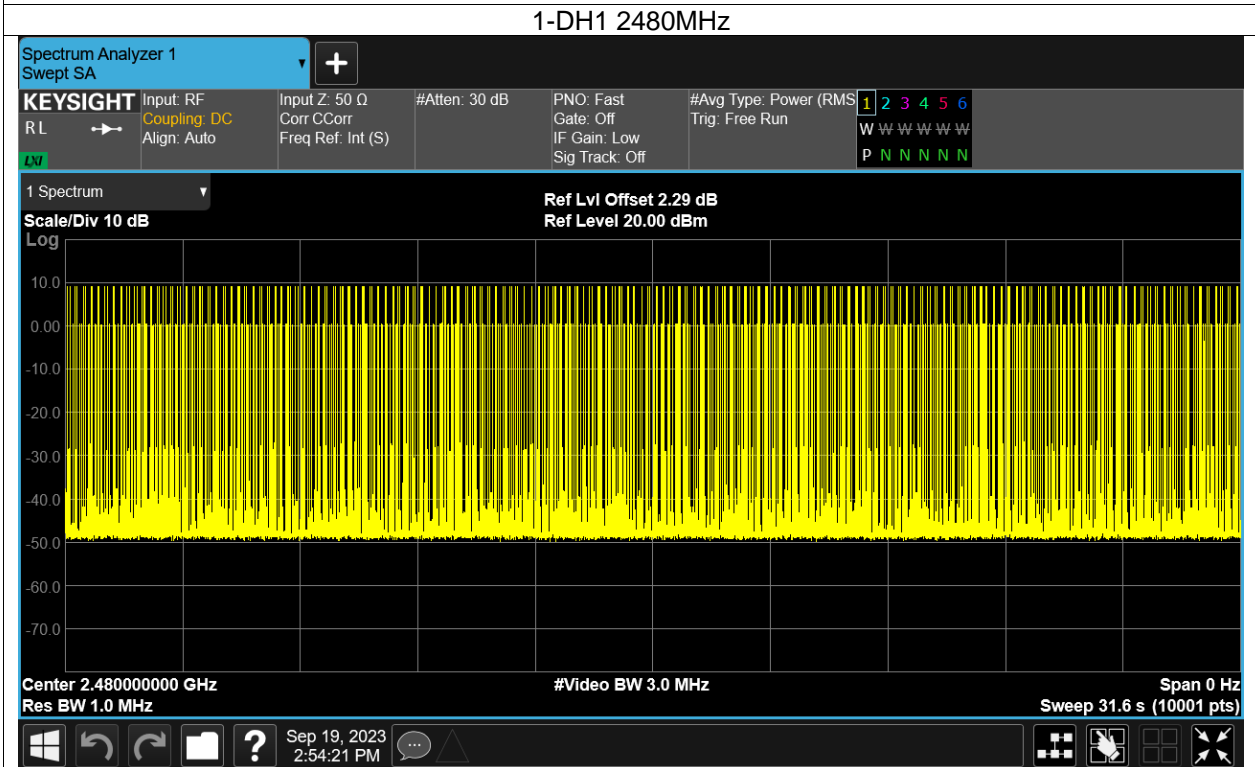 1-DH1 2480MHz
Spectrum Analyzer 1
Swept SA
KEYSIGHT Input: RF Input Z: 50 Ω #Atten: 30 dB PNO: Fast #Avg Type: Power (RMS 1 2 3 4 5 6
RL Coupling: DC Corr CCorr Gate: Off Trig: Free Run W W W W W W
Align: Auto Freq Ref: Int (S) IF Gain: Low
LXI Sig Track: Off P N N N N N
1 Spectrum
Ref Lvl Offset 2.29 dB
Scale/Div 10 dB Ref Level 20.00 dBm
Log
10.0
0.00
-10.0
-20.0
-30.0
-40.0
-50.0
-60.0
-70.0
Center 2.480000000 GHz #Video BW 3.0 MHz Span 0 Hz
Res BW 1.0 MHz Sweep 31.6 s (10001 pts)
? Sep 19, 2023
2:54:21 PM